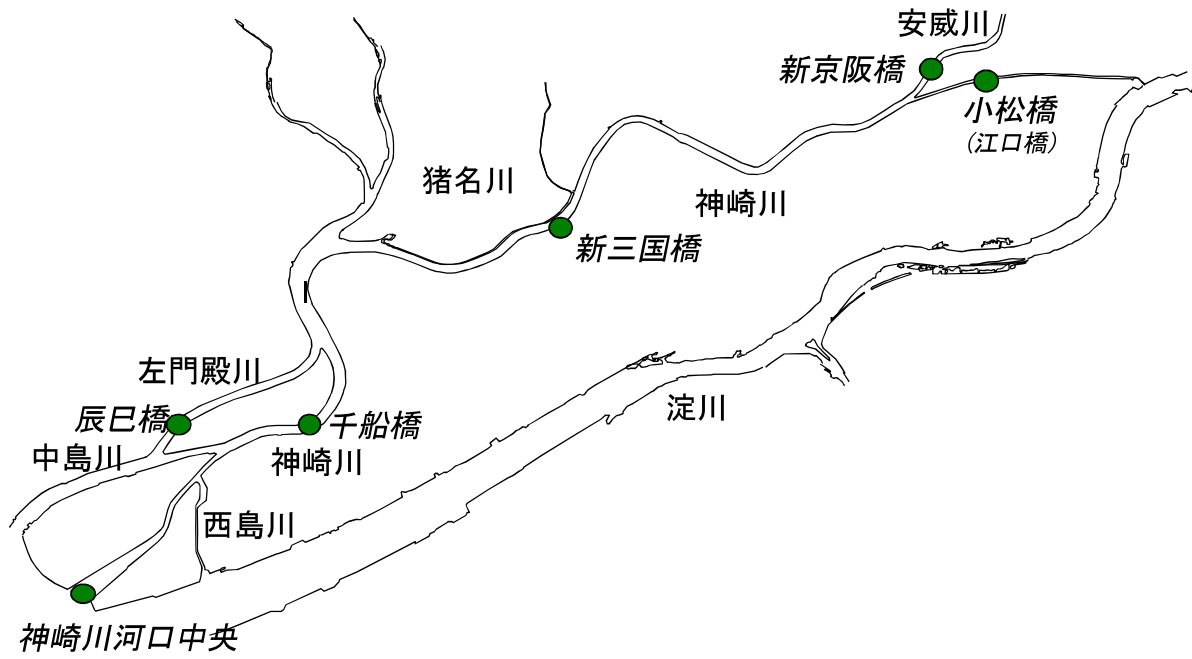 安威川
新京阪橋
小松橋
(江口橋)
猪名川
神崎川
新三国橋
左門殿川
辰巳橋
千船橋
淀川
中島川
神崎川
西島川
神崎川河口中央